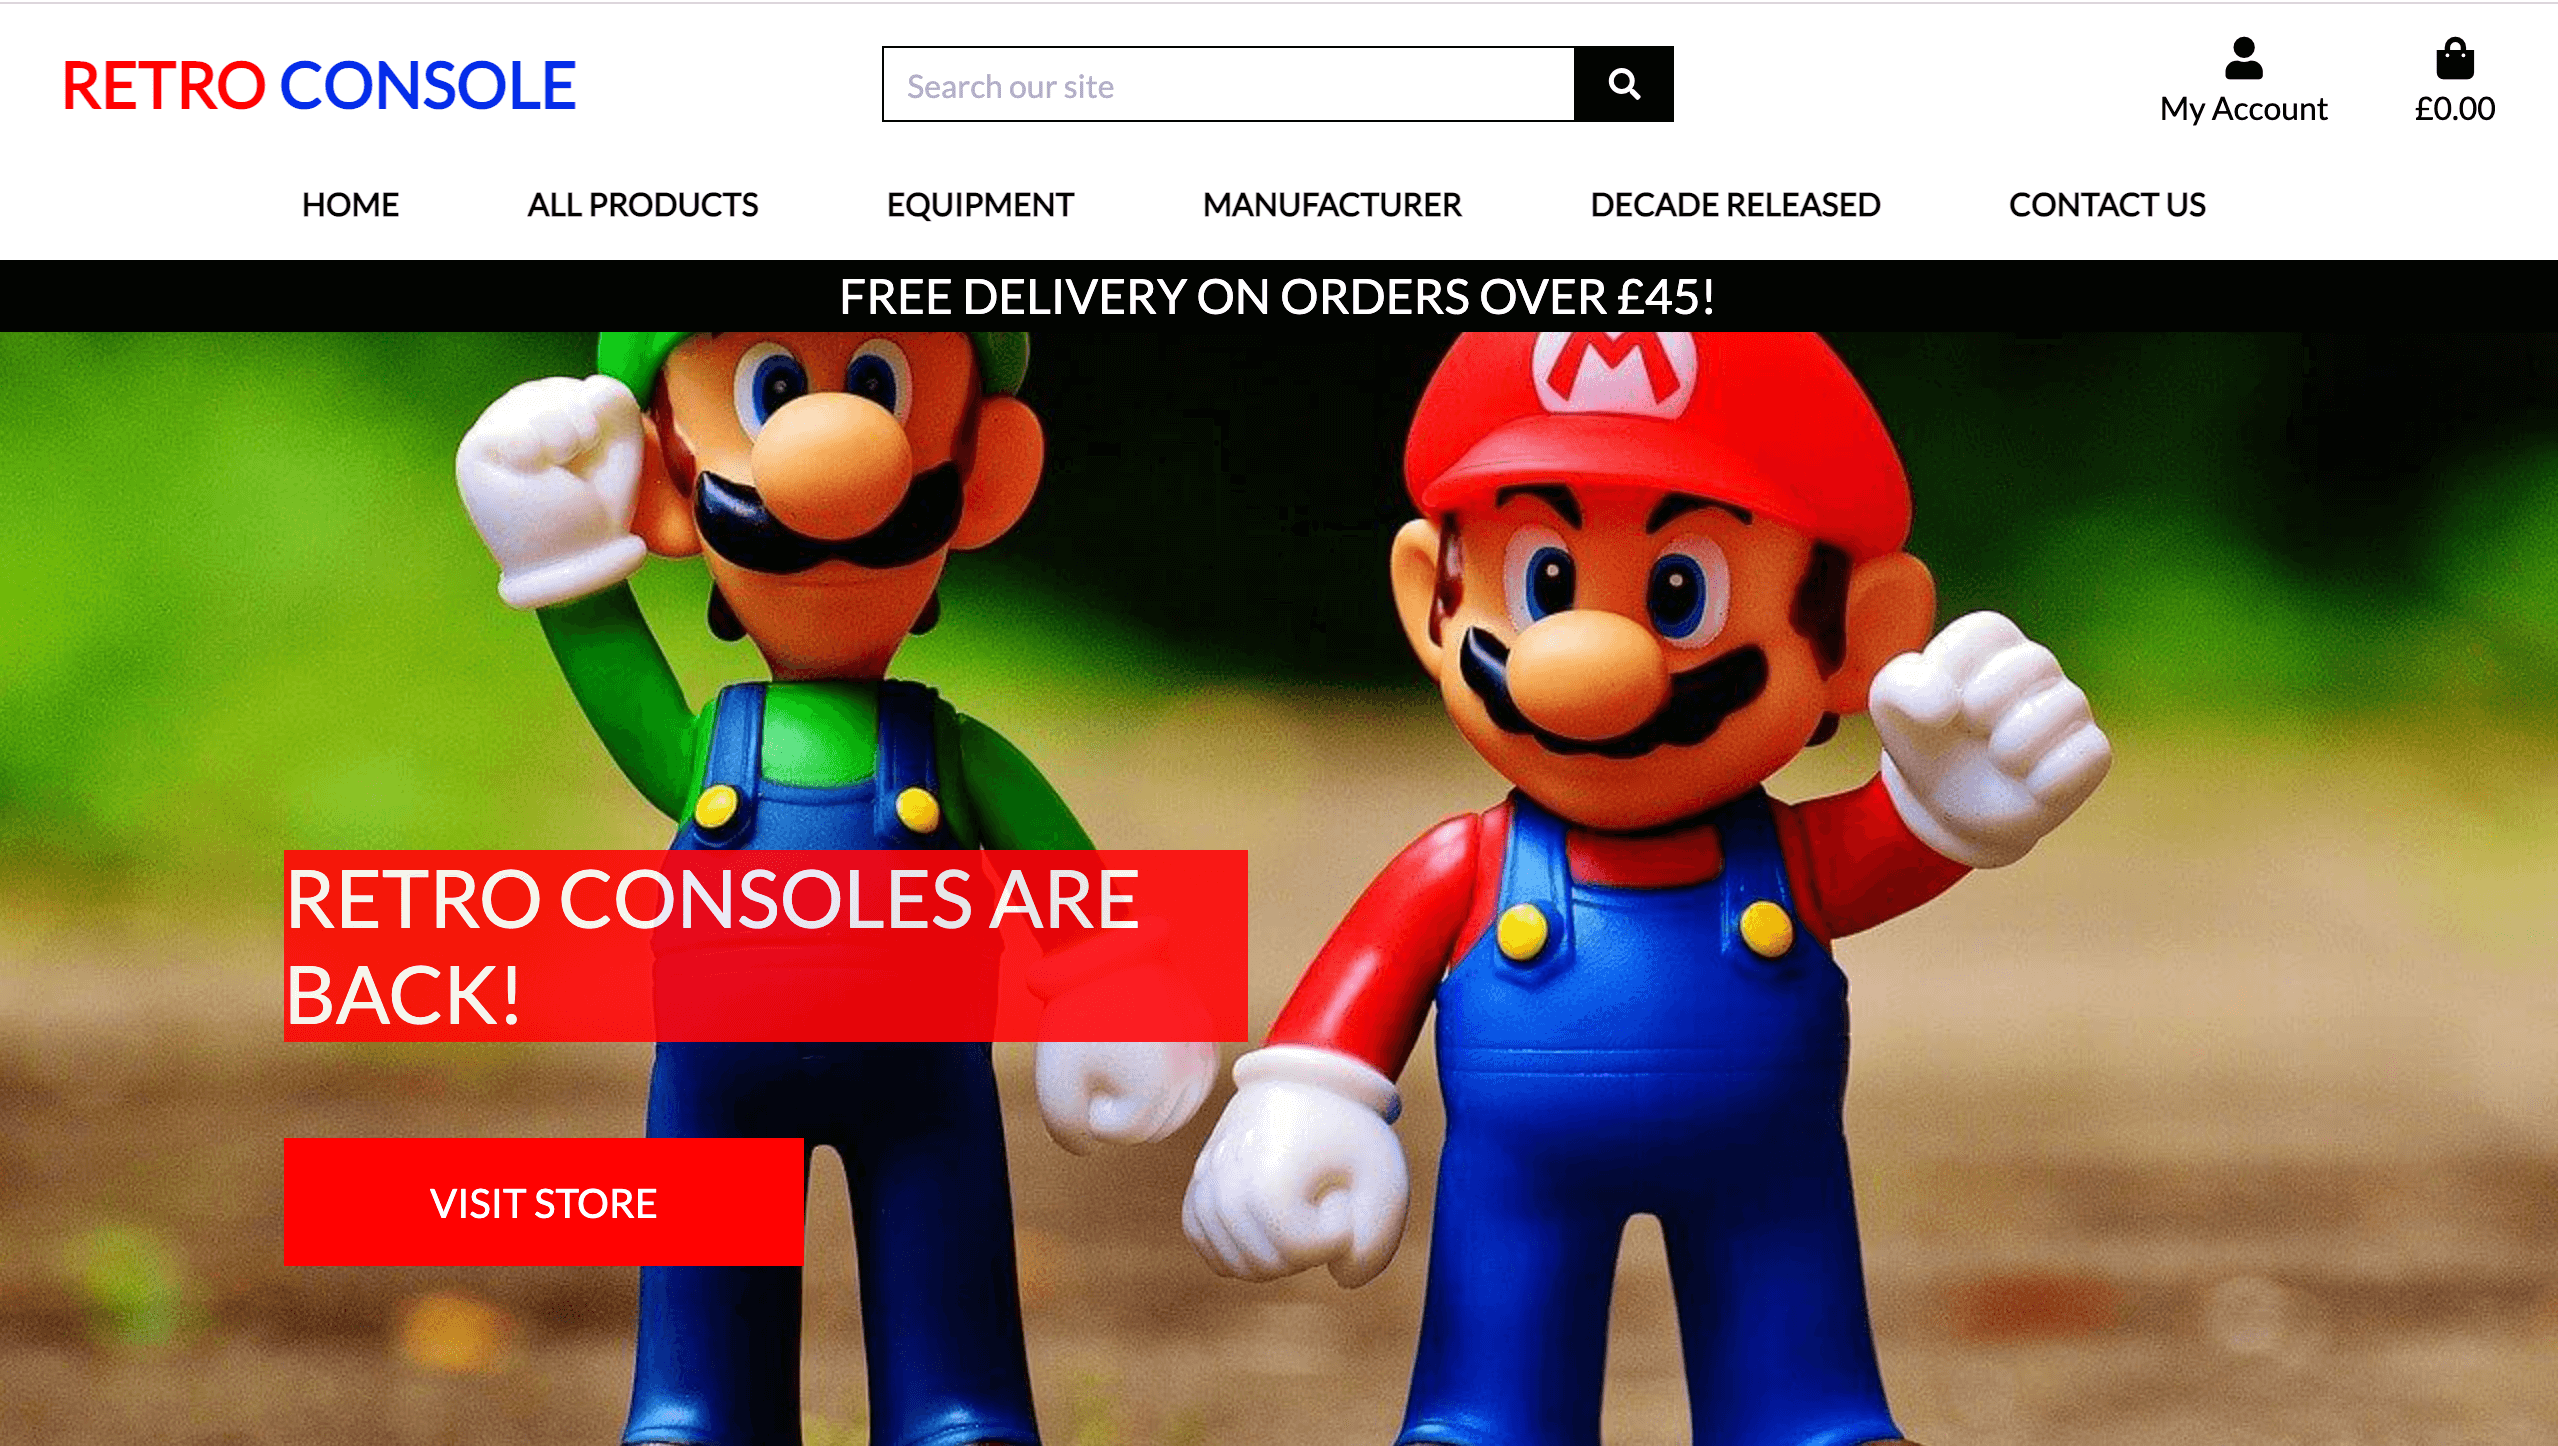 RETRO CONSOLE
Search our site
My Account
£0.00
HOME
ALL PRODUCTS
EQUIPMENT
MANUFACTURER
DECADE RELEASED
CONTACT US
FREE DELIVERY ON ORDERS OVER £45!
M
RETRO CONSOLES ARE
BACK!
VISIT STORE